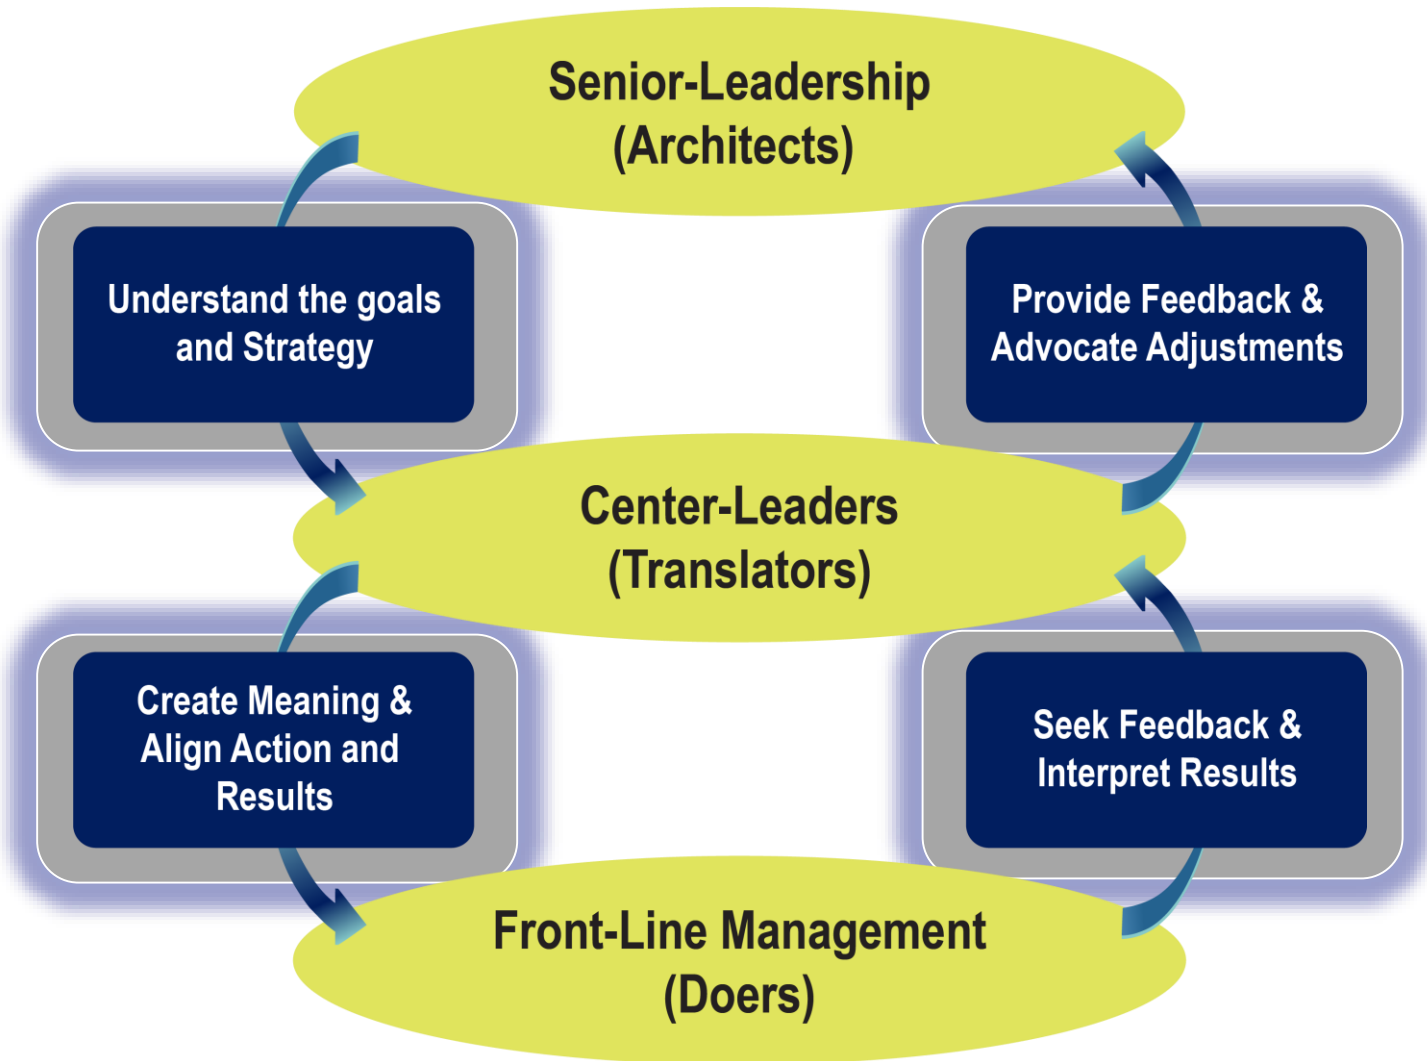 Senior-Leadership
(Architects)
Understand the goals
and Strategy
Provide Feedback &
Advocate Adjustments
Center-Leaders
(Translators)
Create Meaning &
Align Action and
Results
Seek Feedback &
Interpret Results
Front-Line Management
(Doers)